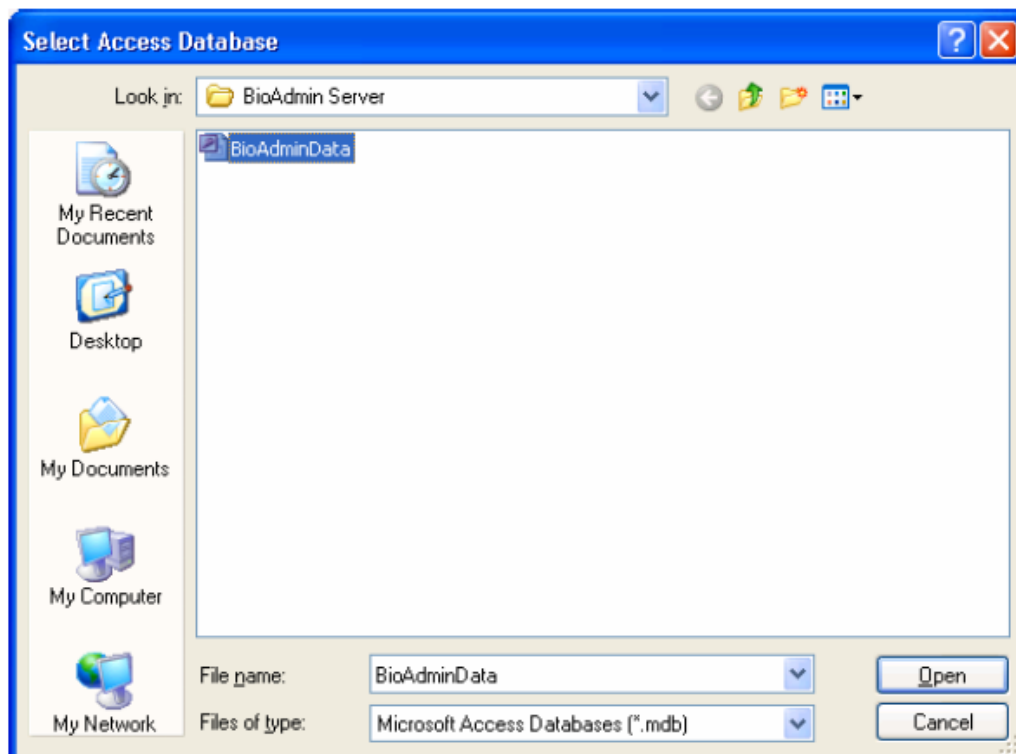 Select Access Database
Look in: BioAdmin Server
BioAdminData
My Recent
Documents
Desktop
My Documents
My Computer
My Network
File name: BioAdminData Open
Files of type: Microsoft Access Databases (*.mdb) Cancel